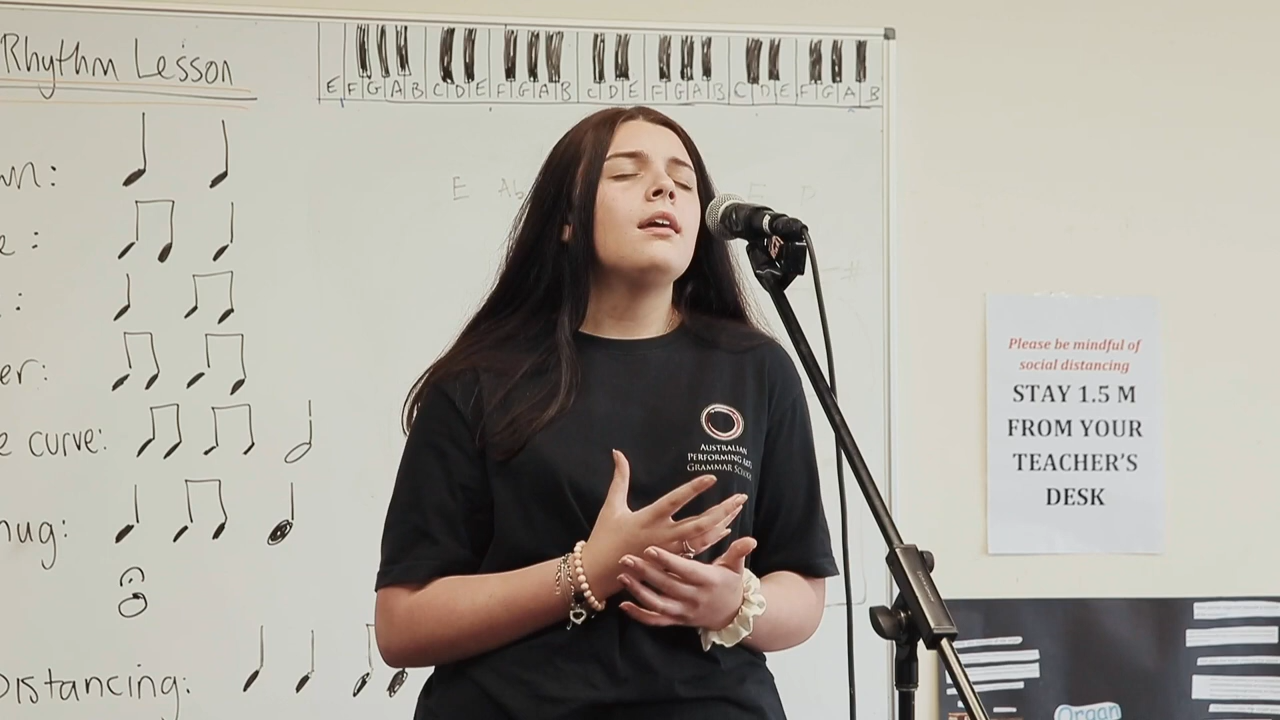 Rhythm Lesson
E F G A B C D E F G A B C D E F G A B C D E F G A B
E Ab E D
e curve:
hug:
Distancing:
AUSTRALIAN
PERFORMING ARTS
GRAMMAR SCHOOL
Please be mindful of
social distancing
STAY 1.5 M
FROM YOUR
TEACHER'S
DESK
Organ